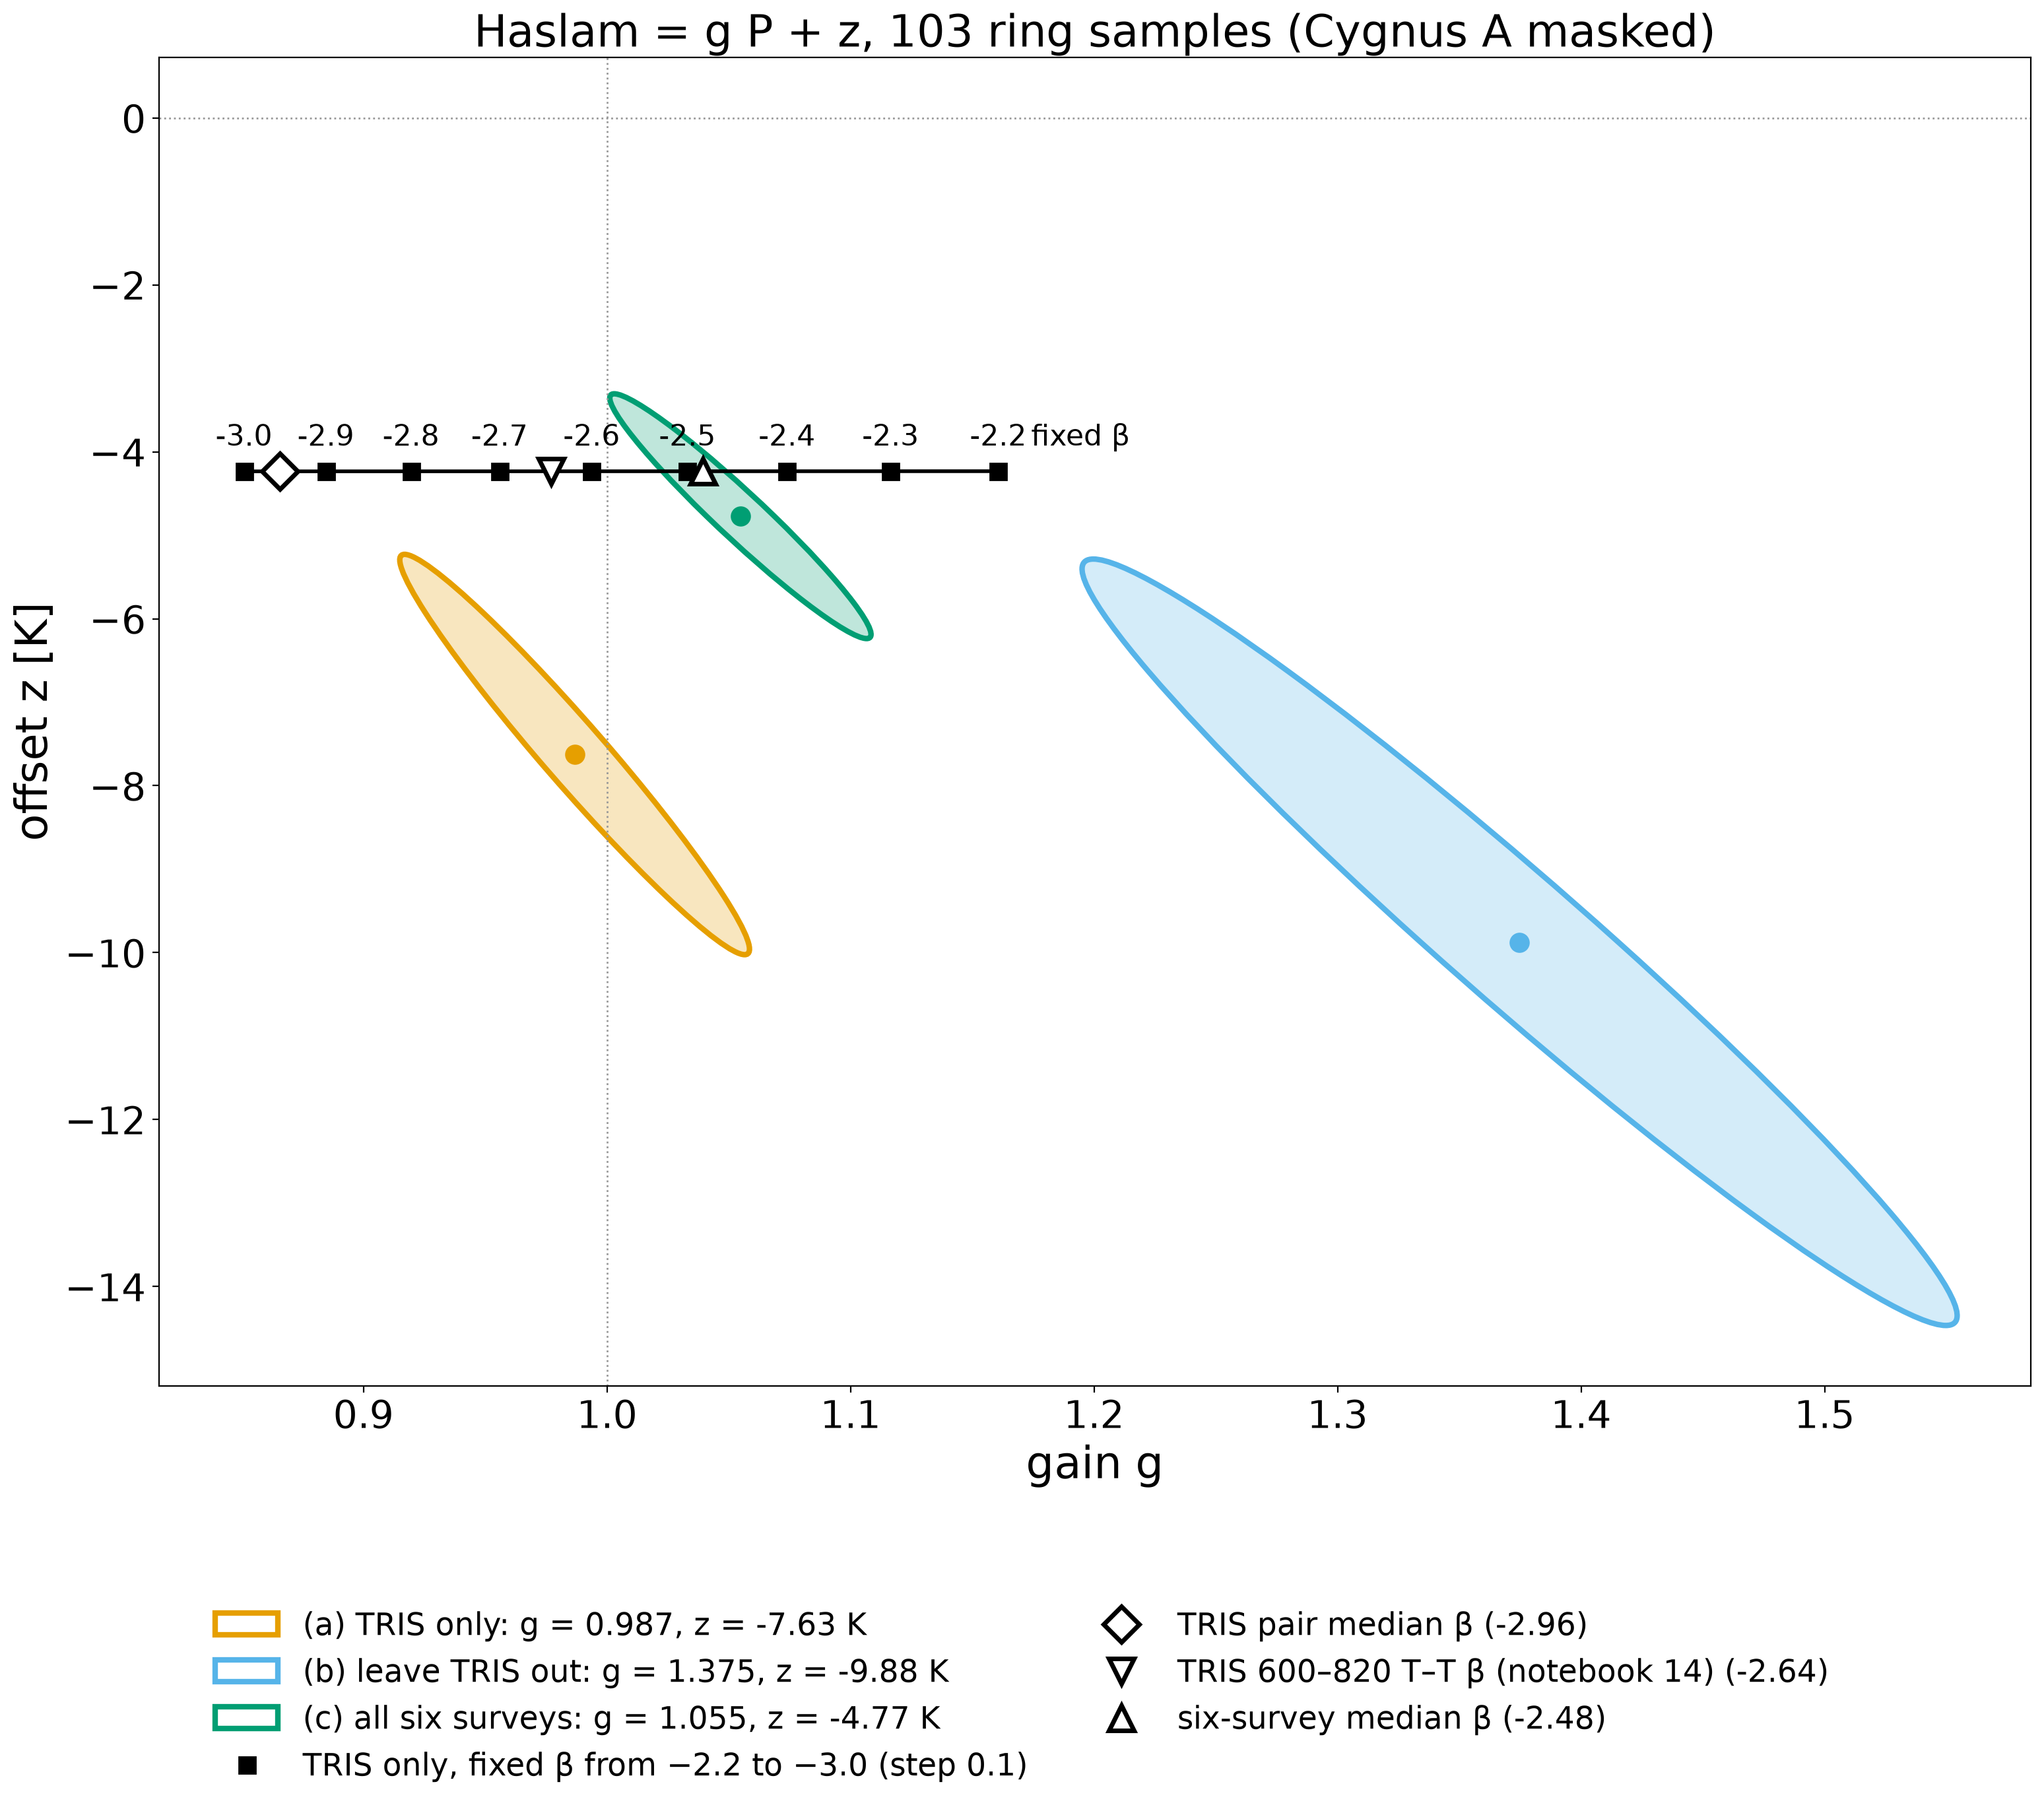 Haslam = g P + z, 103 ring samples (Cygnus A masked)
0
−2
−4
−6
−8
−10
−12
−14
offset z [K]
-3.0 -2.9 -2.8 -2.7 -2.6 -2.5 -2.4 -2.3 -2.2 fixed β
0.9 1.0 1.1 1.2 1.3 1.4 1.5
gain g
(a) TRIS only: g = 0.987, z = -7.63 K
(b) leave TRIS out: g = 1.375, z = -9.88 K
(c) all six surveys: g = 1.055, z = -4.77 K
TRIS only, fixed β from −2.2 to −3.0 (step 0.1)
TRIS pair median β (-2.96)
TRIS 600–820 T–T β (notebook 14) (-2.64)
six-survey median β (-2.48)